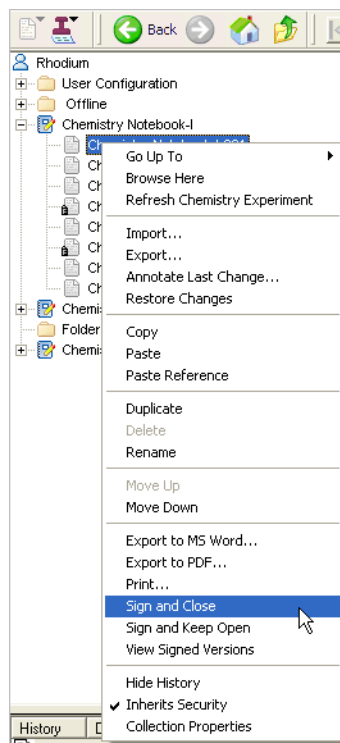 Back
Rhodium
User Configuration
Offline
Chemistry Notebook-I
Go Up To
Browse Here
Refresh Chemistry Experiment
Import...
Export...
Annotate Last Change...
Restore Changes
Folder
Copy
Paste
Paste Reference
Duplicate
Delete
Rename
Move Up
Move Down
Export to MS Word...
Export to PDF...
Print...
Sign and Close
Sign and Keep Open
View Signed Versions
Hide History
Inherits Security
Collection Properties
History